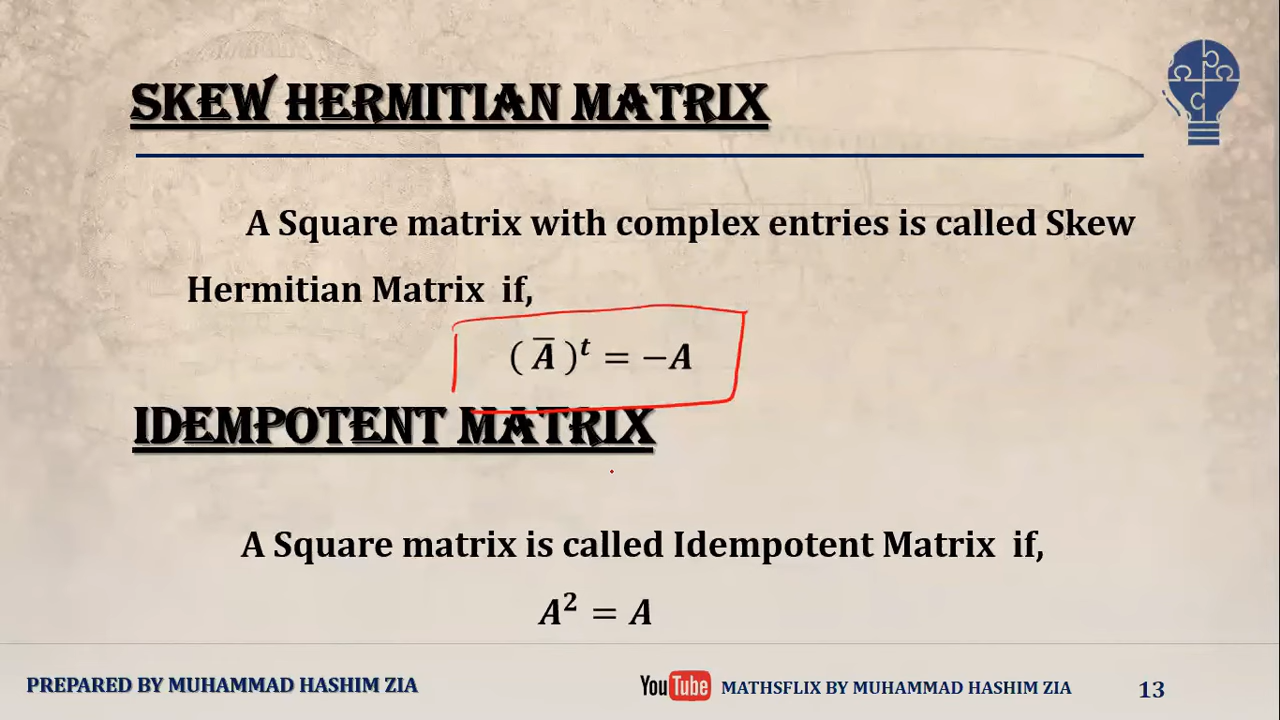 SKEW HERMITIAN MATRIX
A Square matrix with complex entries is called Skew
Hermitian Matrix if,
( A̅ )ᵗ = −A
IDEMPOTENT MATRIX
A Square matrix is called Idempotent Matrix if,
A² = A
PREPARED BY MUHAMMAD HASHIM ZIA
YouTube MATHSFLIX BY MUHAMMAD HASHIM ZIA
13